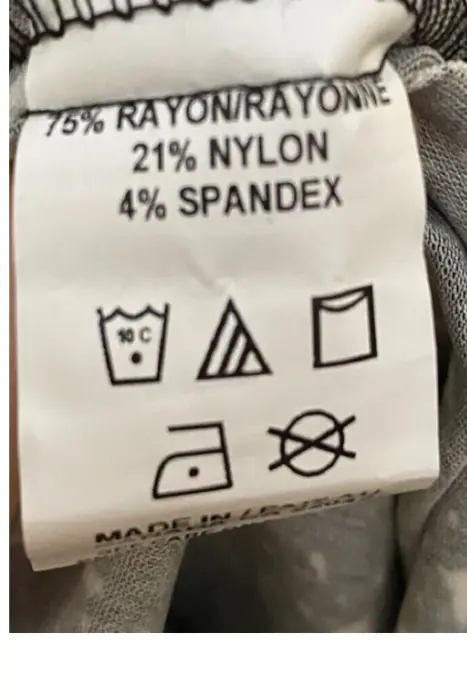 75% RAYON/RAYONNE
21% NYLON
4% SPANDEX
10 C
MADE IN